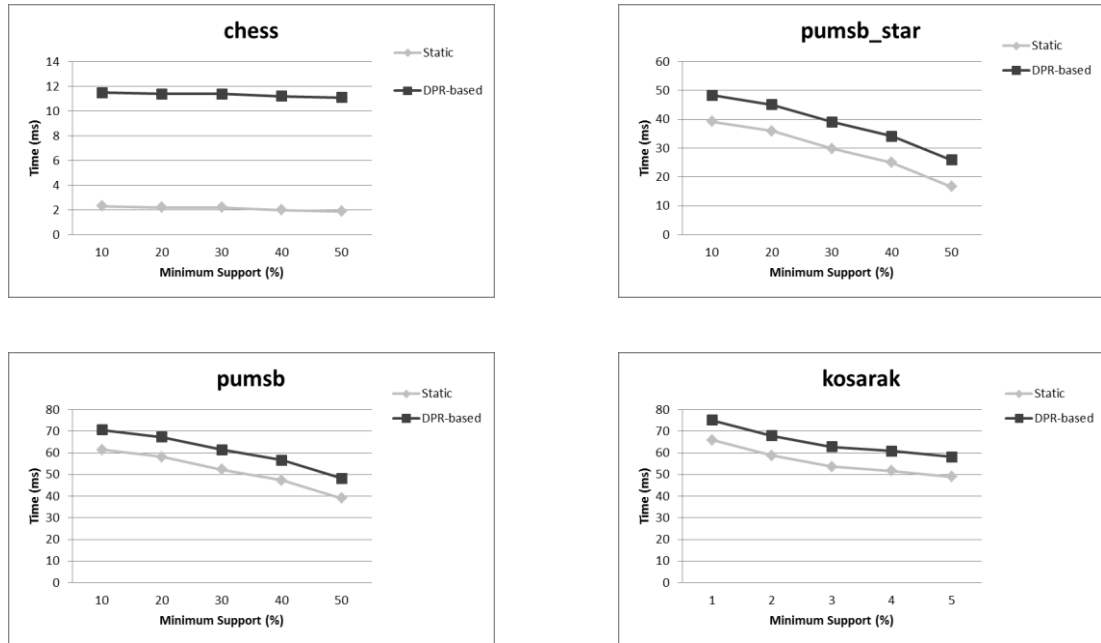 chess
Static
DPR-based
14
12
10
8
6
4
2
0
Time (ms)
10 20 30 40 50
Minimum Support (%)
pumsb_star
Static
DPR-based
60
50
40
30
20
10
0
Time (ms)
10 20 30 40 50
Minimum Support (%)
pumsb
Static
DPR-based
80
70
60
50
40
30
20
10
0
Time (ms)
10 20 30 40 50
Minimum Support (%)
kosarak
Static
DPR-based
80
70
60
50
40
30
20
10
0
Time (ms)
1 2 3 4 5
Minimum Support (%)